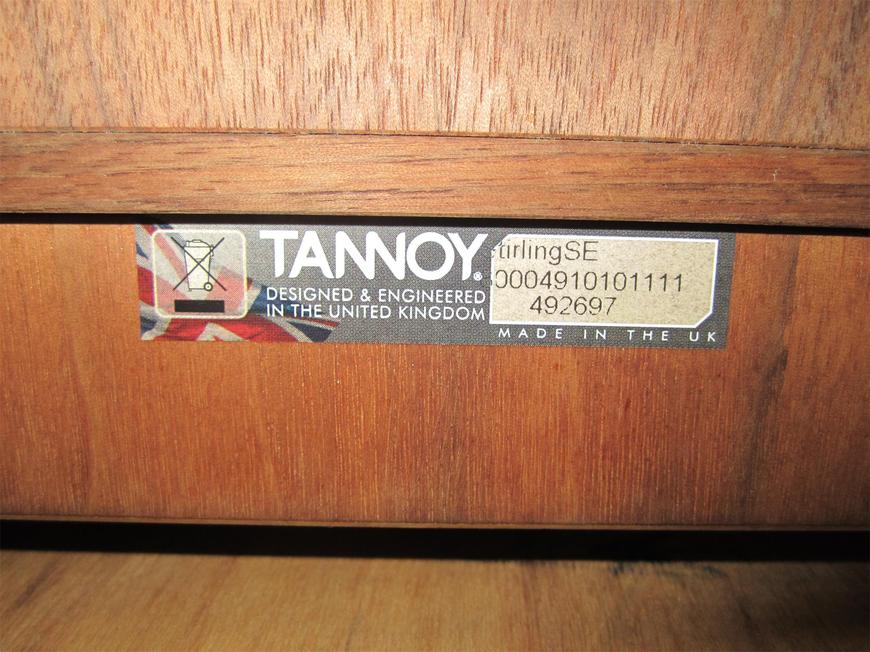 TANNOY®
DESIGNED & ENGINEERED
IN THE UNITED KINGDOM
tirlingSE
0004910101111
492697
MADE IN THE UK